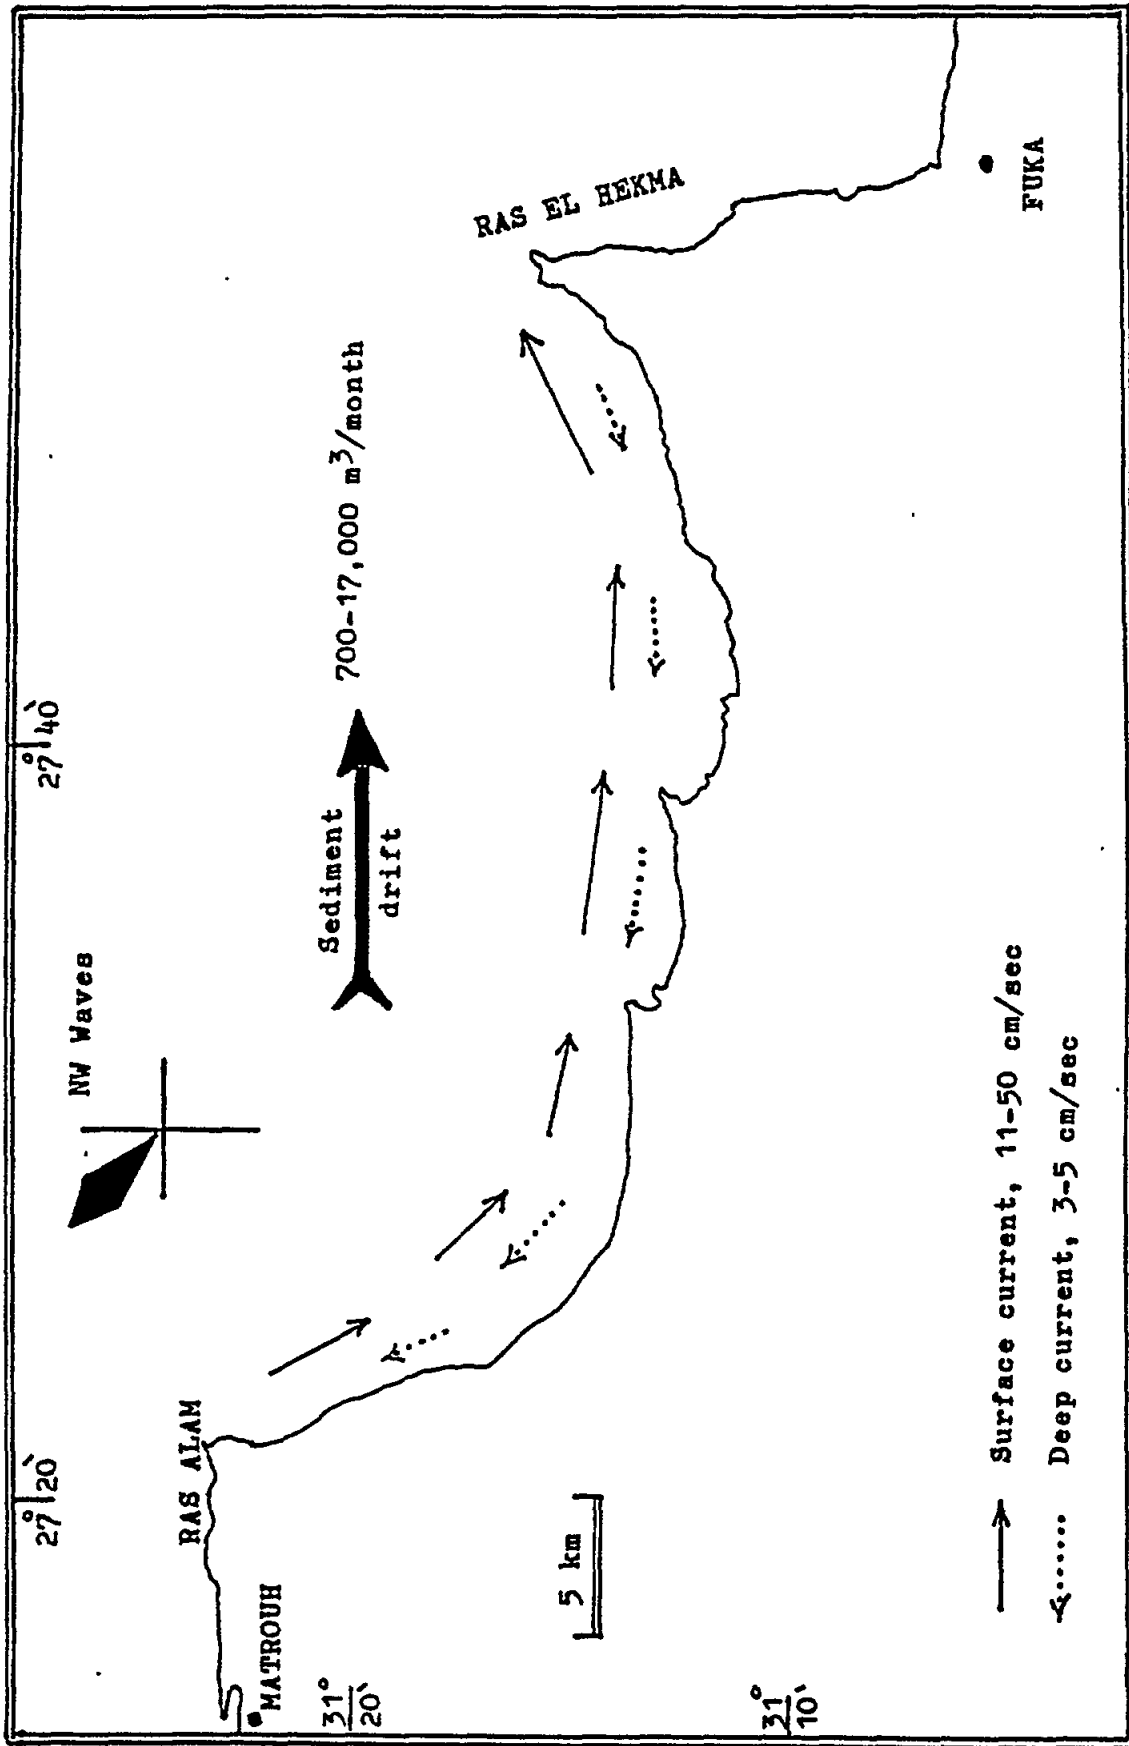 27°20`
27°40`
NW Waves
RAS ALAM
MATROUH
31°
20`
Sediment
drift
700-17,000 m³/month
RAS EL HEKMA
5 km
31°
10`
FUKA
Surface current, 11-50 cm/sec
Deep current, 3-5 cm/sec